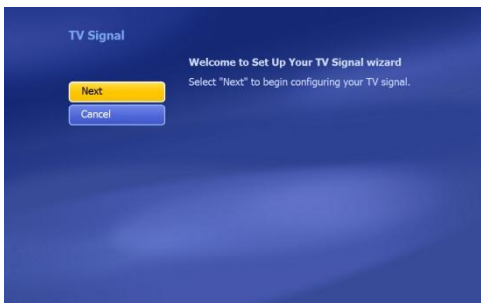 TV Signal
Welcome to Set Up Your TV Signal wizard
Select "Next" to begin configuring your TV signal.
Next
Cancel